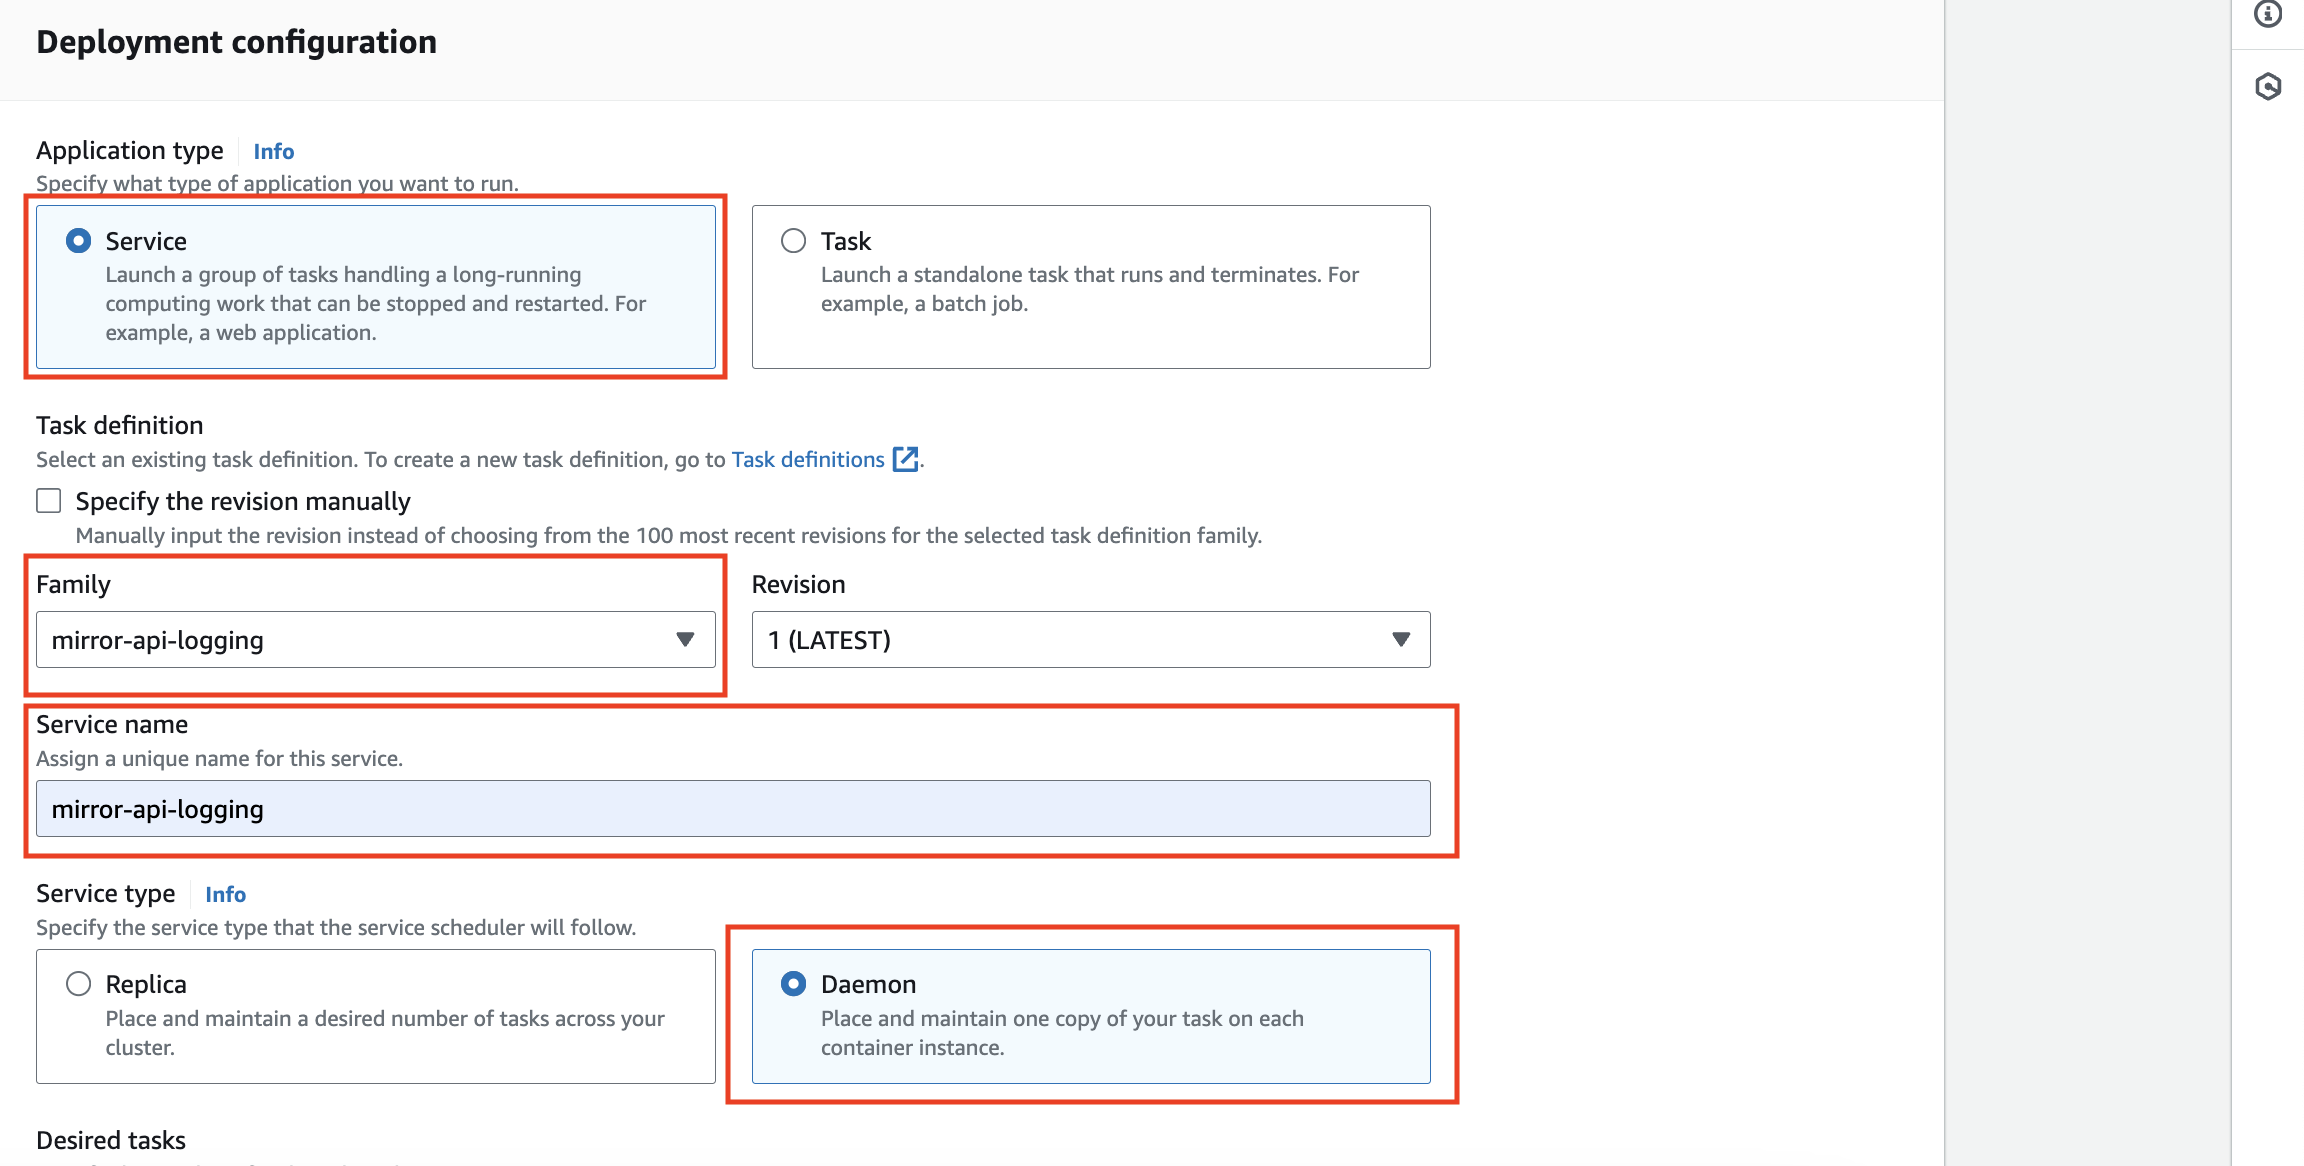 Deployment configuration
Application type Info
Specify what type of application you want to run.
Service
Launch a group of tasks handling a long-running
computing work that can be stopped and restarted. For
example, a web application.
Task
Launch a standalone task that runs and terminates. For
example, a batch job.
Task definition
Select an existing task definition. To create a new task definition, go to Task definitions.
Specify the revision manually
Manually input the revision instead of choosing from the 100 most recent revisions for the selected task definition family.
Family
mirror-api-logging
Revision
1 (LATEST)
Service name
Assign a unique name for this service.
mirror-api-logging
Service type Info
Specify the service type that the service scheduler will follow.
Replica
Place and maintain a desired number of tasks across your
cluster.
Daemon
Place and maintain one copy of your task on each
container instance.
Desired tasks